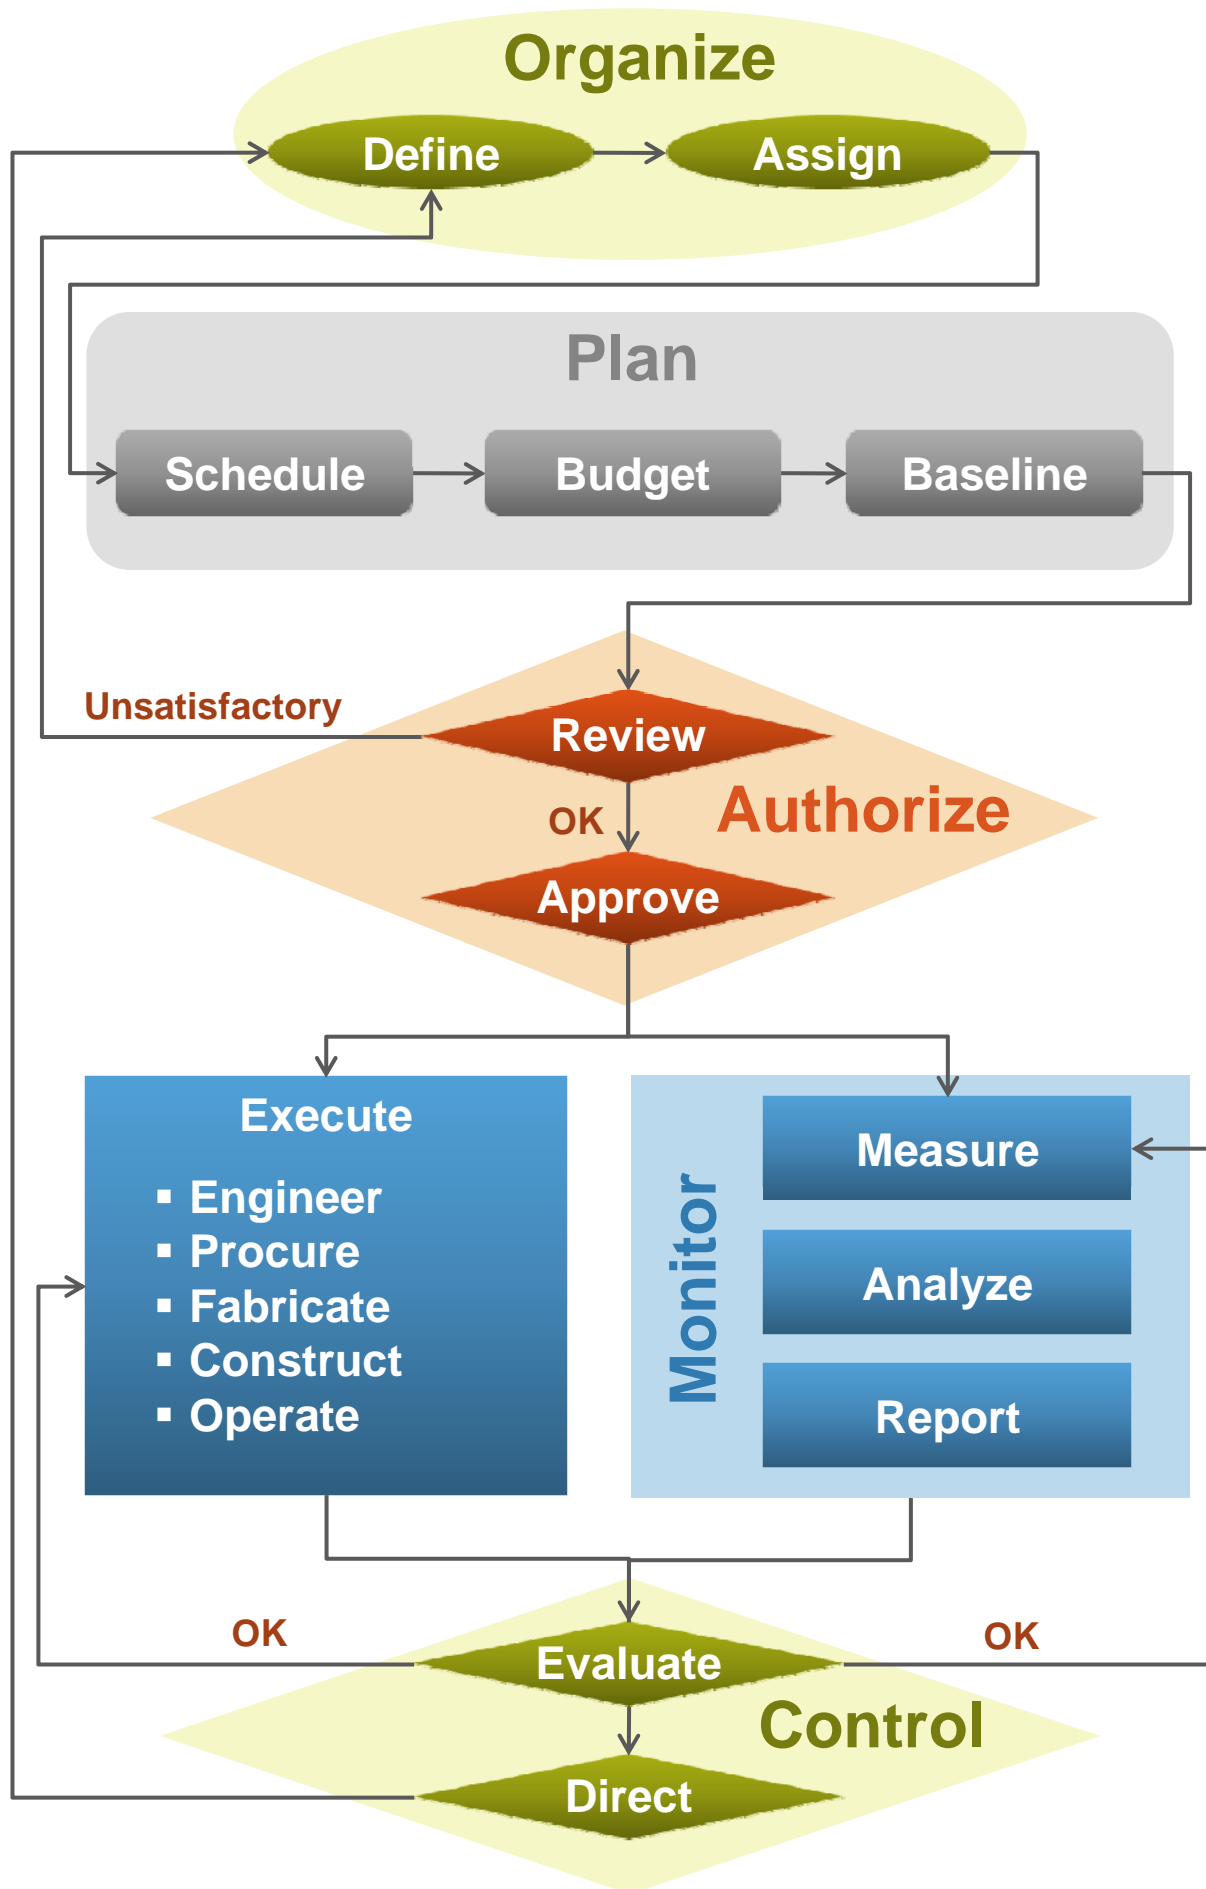 Organize
Define
Assign
Plan
Schedule
Budget
Baseline
Unsatisfactory
Review
Authorize
OK
Approve
Execute
▪ Engineer
▪ Procure
▪ Fabricate
▪ Construct
▪ Operate
Monitor
Measure
Analyze
Report
OK
OK
Evaluate
Control
Direct